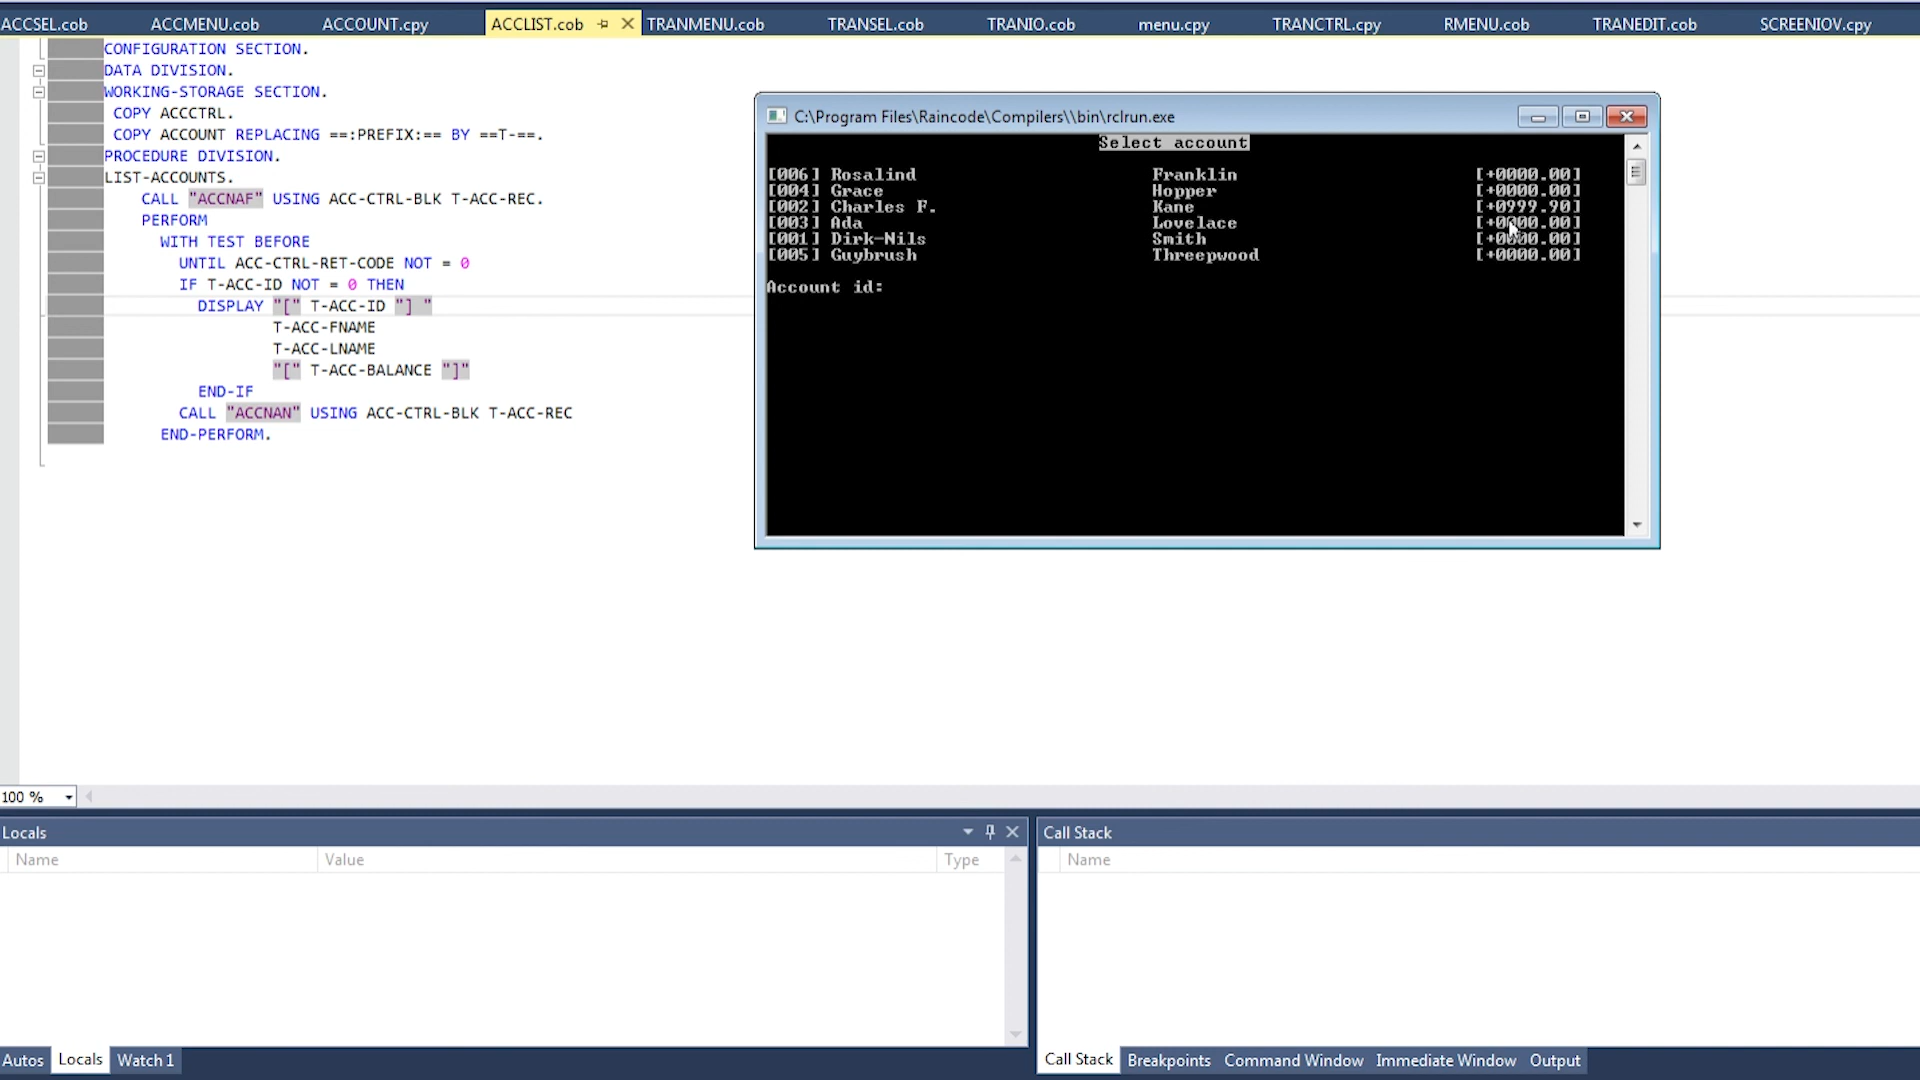 ACCSEL.cob ACCMENU.cob ACCOUNT.cpy ACCLIST.cob TRANMENU.cob TRANSEL.cob TRANIO.cob menu.cpy TRANCTRL.cpy RMENU.cob TRANEDIT.cob SCREENIOV.cpy
CONFIGURATION SECTION.
DATA DIVISION.
WORKING-STORAGE SECTION.
COPY ACCCTRL.
COPY ACCOUNT REPLACING ==:PREFIX:== BY ==T-==.
PROCEDURE DIVISION.
LIST-ACCOUNTS.
CALL "ACCNAF" USING ACC-CTRL-BLK T-ACC-REC.
PERFORM
WITH TEST BEFORE
UNTIL ACC-CTRL-RET-CODE NOT = 0
IF T-ACC-ID NOT = 0 THEN
DISPLAY "[" T-ACC-ID "] "
T-ACC-FNAME
T-ACC-LNAME
"[" T-ACC-BALANCE "]"
END-IF
CALL "ACCNAN" USING ACC-CTRL-BLK T-ACC-REC
END-PERFORM.
C:\Program Files\Raincode\Compilers\\bin\rclrun.exe
Select account
[006] Rosalind Franklin [+0000.00]
[004] Grace Hopper [+0000.00]
[002] Charles F. Kane [+0999.90]
[003] Ada Lovelace [+0000.00]
[001] Dirk-Nils Smith [+0000.00]
[005] Guybrush Threepwood [+0000.00]
Account id:
100 %
Locals
Name Value Type
Call Stack
Name
Autos Locals Watch 1
Call Stack Breakpoints Command Window Immediate Window Output